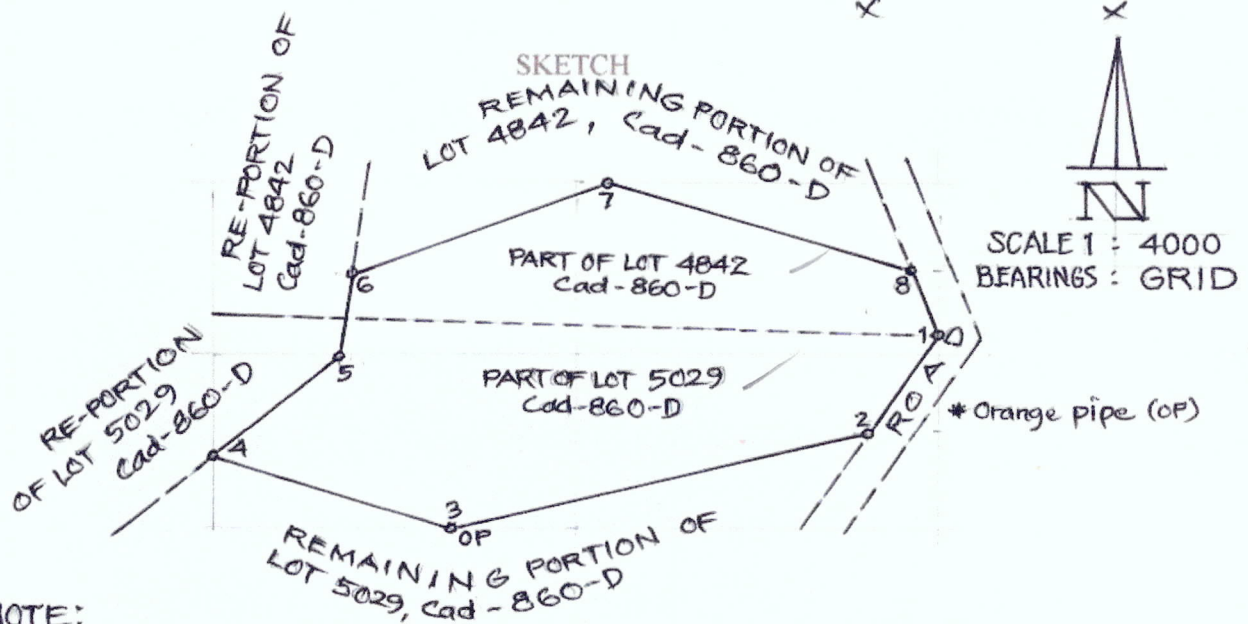 X
X
SKETCH
REMAINING PORTION OF
LOT 4842, Cad-860-D
RE-PORTION OF
LOT 4842
Cad-860-D
N
SCALE 1 : 4000
BEARINGS : GRID
7
PART OF LOT 4842
Cad-860-D
6
8
1
5
PART OF LOT 5029
Cad-860-D
ROAD
* Orange pipe (OP)
2
RE-PORTION
OF LOT 5029
Cad-860-D
4
3
OP
REMAINING PORTION OF
LOT 5029, Cad-860-D
NOTE: